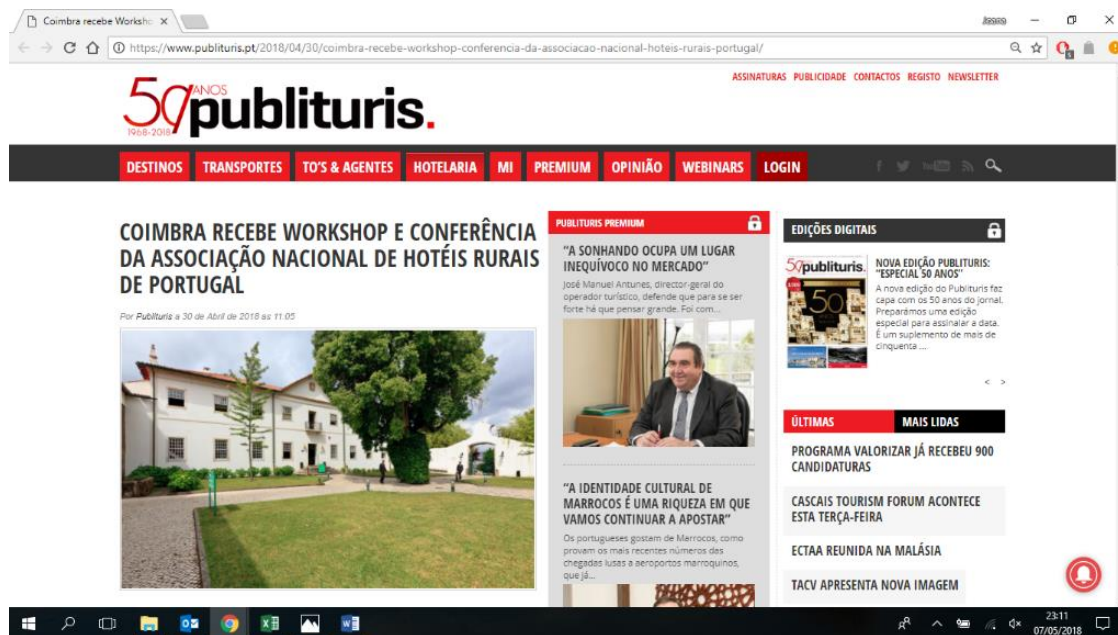 Coimbra recebe Worksho
https://www.publituris.pt/2018/04/30/coimbra-recebe-workshop-conferencia-da-associacao-nacional-hoteis-rurais-portugal/
ASSINATURAS PUBLICIDADE CONTACTOS REGISTO NEWSLETTER
50 ANOS
1968-2018
publituris.
DESTINOS TRANSPORTES TO'S & AGENTES HOTELARIA MI PREMIUM OPINIÃO WEBINARS LOGIN
COIMBRA RECEBE WORKSHOP E CONFERÊNCIA
DA ASSOCIAÇÃO NACIONAL DE HOTÉIS RURAIS
DE PORTUGAL
Por Publituris a 30 de Abril de 2018 as 11:05
PUBLITURIS PREMIUM
"A SONHANDO OCUPA UM LUGAR
INEQUÍVOCO NO MERCADO"
José Manuel Antunes, director-geral do
operador turístico, defende que para se ser
forte há que pensar grande. Foi com...
"A IDENTIDADE CULTURAL DE
MARROCOS É UMA RIQUEZA EM QUE
VAMOS CONTINUAR A APOSTAR"
Os portugueses gostam de Marrocos, como
provam os mais recentes números das
chegadas lusas a aeroportos marroquinos,
que já...
EDIÇÕES DIGITAIS
publituris.
50
NOVA EDIÇÃO PUBLITURIS:
"ESPECIAL 50 ANOS"
A nova edição do Publituris faz
capa com os 50 anos do jornal.
Preparámos uma edição
especial para assinalar a data.
É um suplemento de mais de
cinquenta ...
< >
ÚLTIMAS MAIS LIDAS
PROGRAMA VALORIZAR JÁ RECEBEU 900
CANDIDATURAS
CASCAIS TOURISM FORUM ACONTECE
ESTA TERÇA-FEIRA
ECTAA REUNIDA NA MALÁSIA
TACV APRESENTA NOVA IMAGEM
23:11
07/05/2018